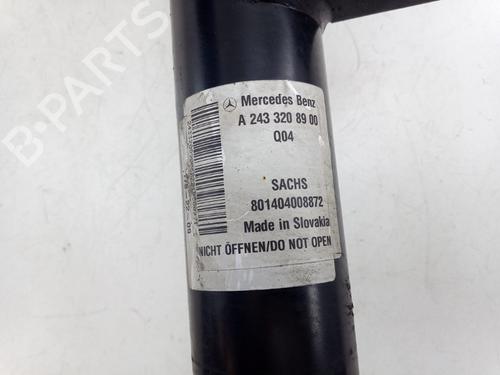 Mercedes Benz
A 243 320 89 00
Q04
SACHS
801404008872
Made in Slovakia
NICHT ÖFFNEN/DO NOT OPEN
B-PARTS